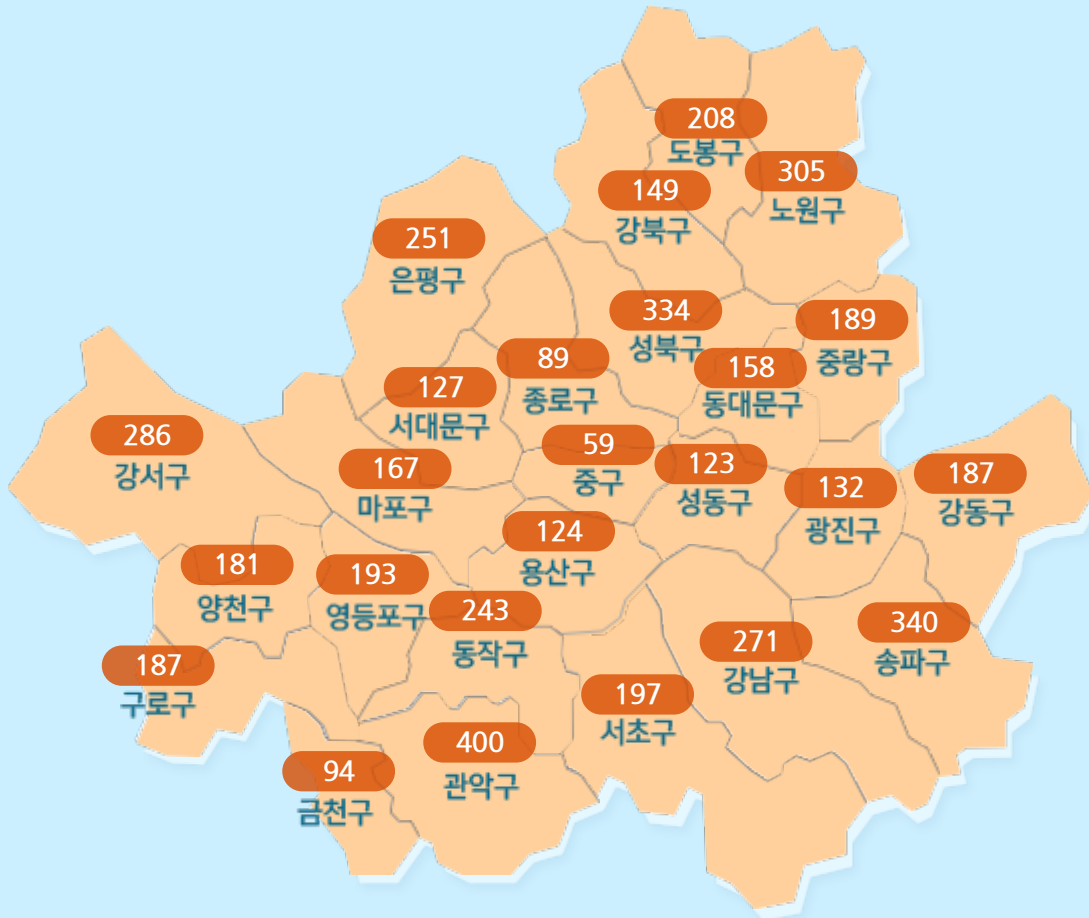 208
도봉구
305
노원구
149
강북구
251
은평구
334
성북구
189
중랑구
89
종로구
158
동대문구
127
서대문구
286
강서구
59
중구
123
성동구
167
마포구
132
광진구
187
강동구
124
용산구
181
양천구
193
영등포구
243
동작구
340
송파구
271
강남구
187
구로구
197
서초구
400
관악구
94
금천구